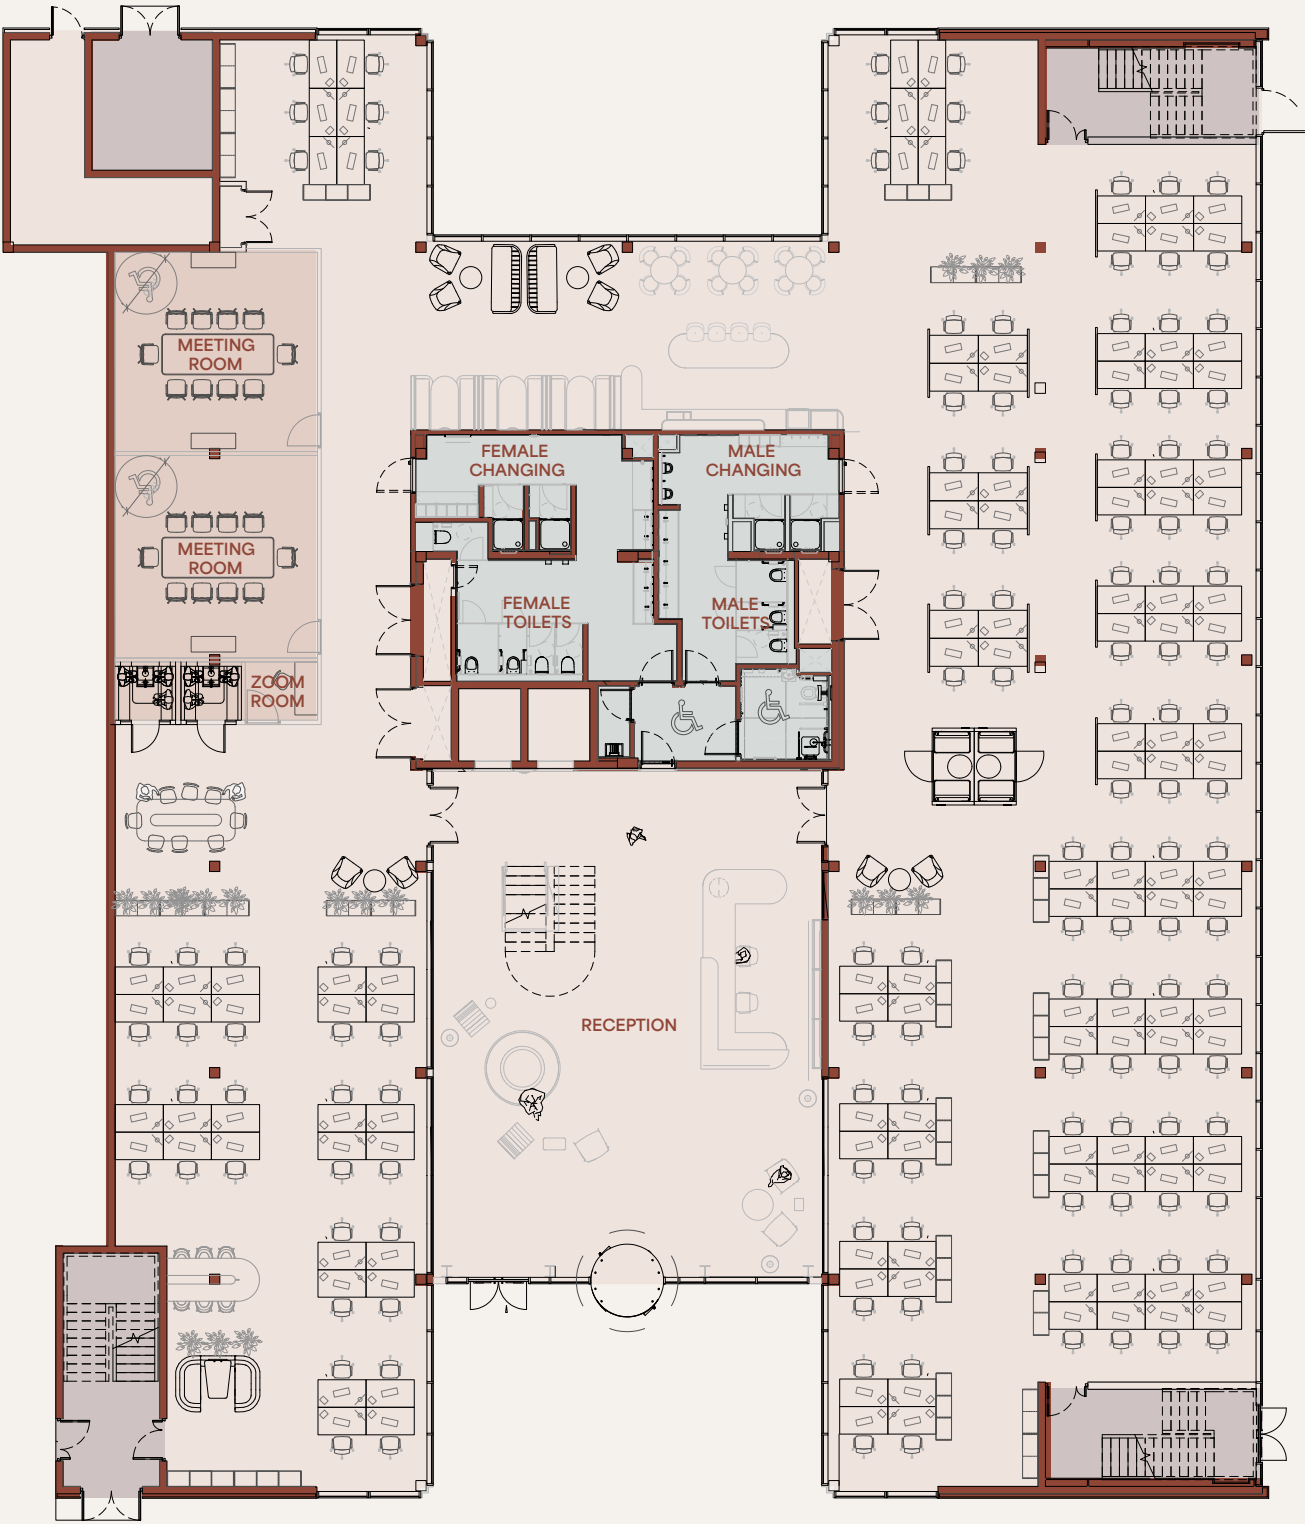 MEETING
ROOM
FEMALE
CHANGING
MALE
CHANGING
MEETING
ROOM
FEMALE
TOILETS
MALE
TOILETS
ZOOM
ROOM
RECEPTION